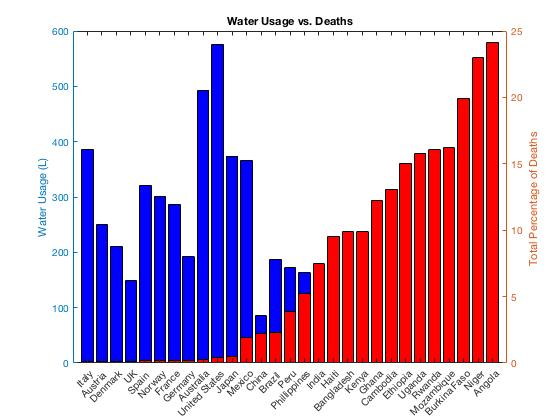 Water Usage vs. Deaths
600
500
400
300
200
100
0
Water Usage (L)
25
20
15
10
5
0
Total Percentage of Deaths
Italy
Austria
Denmark
UK
Spain
Norway
France
Germany
Australia
United States
Japan
Mexico
China
Brazil
Peru
Phillippines
India
Haiti
Bangladesh
Kenya
Ghana
Cambodia
Ethiopia
Uganda
Rwanda
Mozambique
Burkina Faso
Niger
Angola